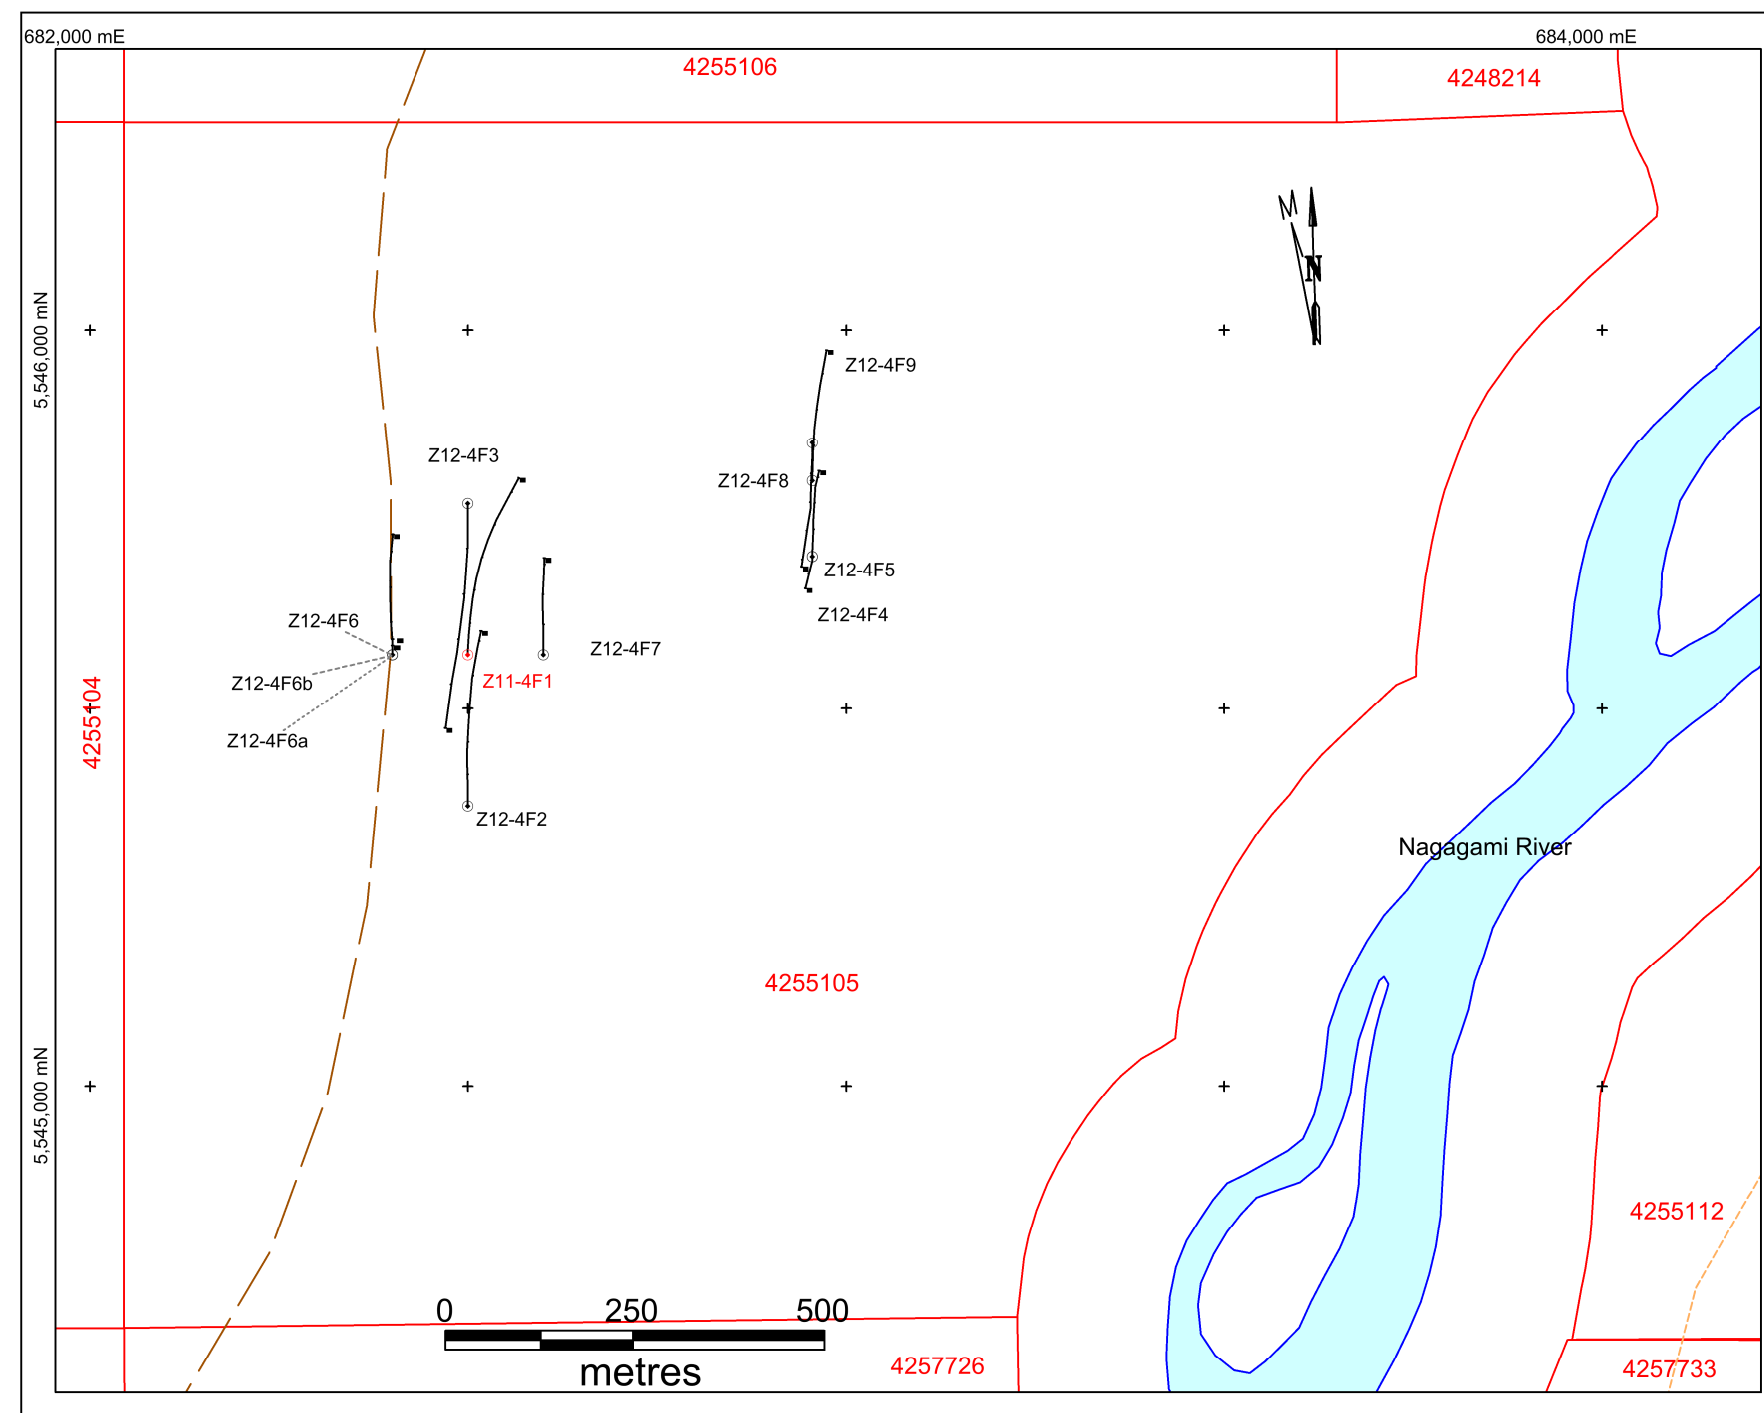 682,000 mE
684,000 mE
4255106
4248214
M
N
5,546,000 mN
Z12-4F9
Z12-4F3
Z12-4F8
Z12-4F5
Z12-4F4
Z12-4F6
Z12-4F7
Z11-4F1
Z12-4F6b
4255104
Z12-4F6a
Z12-4F2
Nagagami River
4255105
5,545,000 mN
4255112
0 250 500
metres
4257726
4257733